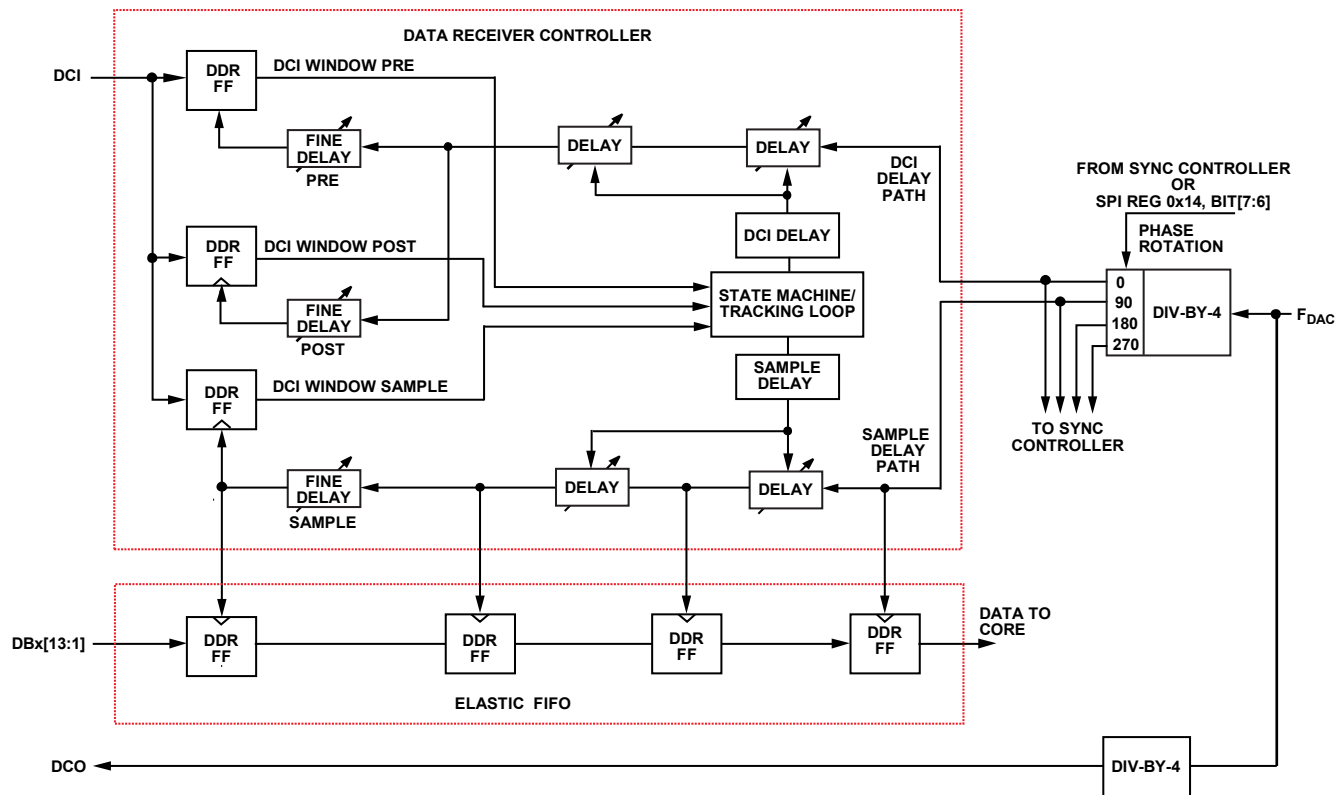 DATA RECEIVER CONTROLLER
DCI
DDR
FF
DCI WINDOW PRE
FINE
DELAY
PRE
DELAY
DELAY
DCI
DELAY
PATH
FROM SYNC CONTROLLER
OR
SPI REG 0x14, BIT[7:6]
PHASE
ROTATION
DCI DELAY
DDR
FF
DCI WINDOW POST
FINE
DELAY
POST
STATE MACHINE/
TRACKING LOOP
0
90
180
270
DIV-BY-4
FDAC
DDR
FF
DCI WINDOW SAMPLE
SAMPLE
DELAY
TO SYNC
CONTROLLER
SAMPLE
DELAY
PATH
FINE
DELAY
SAMPLE
DELAY
DELAY
DBx[13:1]
DDR
FF
DDR
FF
DDR
FF
DDR
FF
DATA TO
CORE
ELASTIC FIFO
DCO
DIV-BY-4